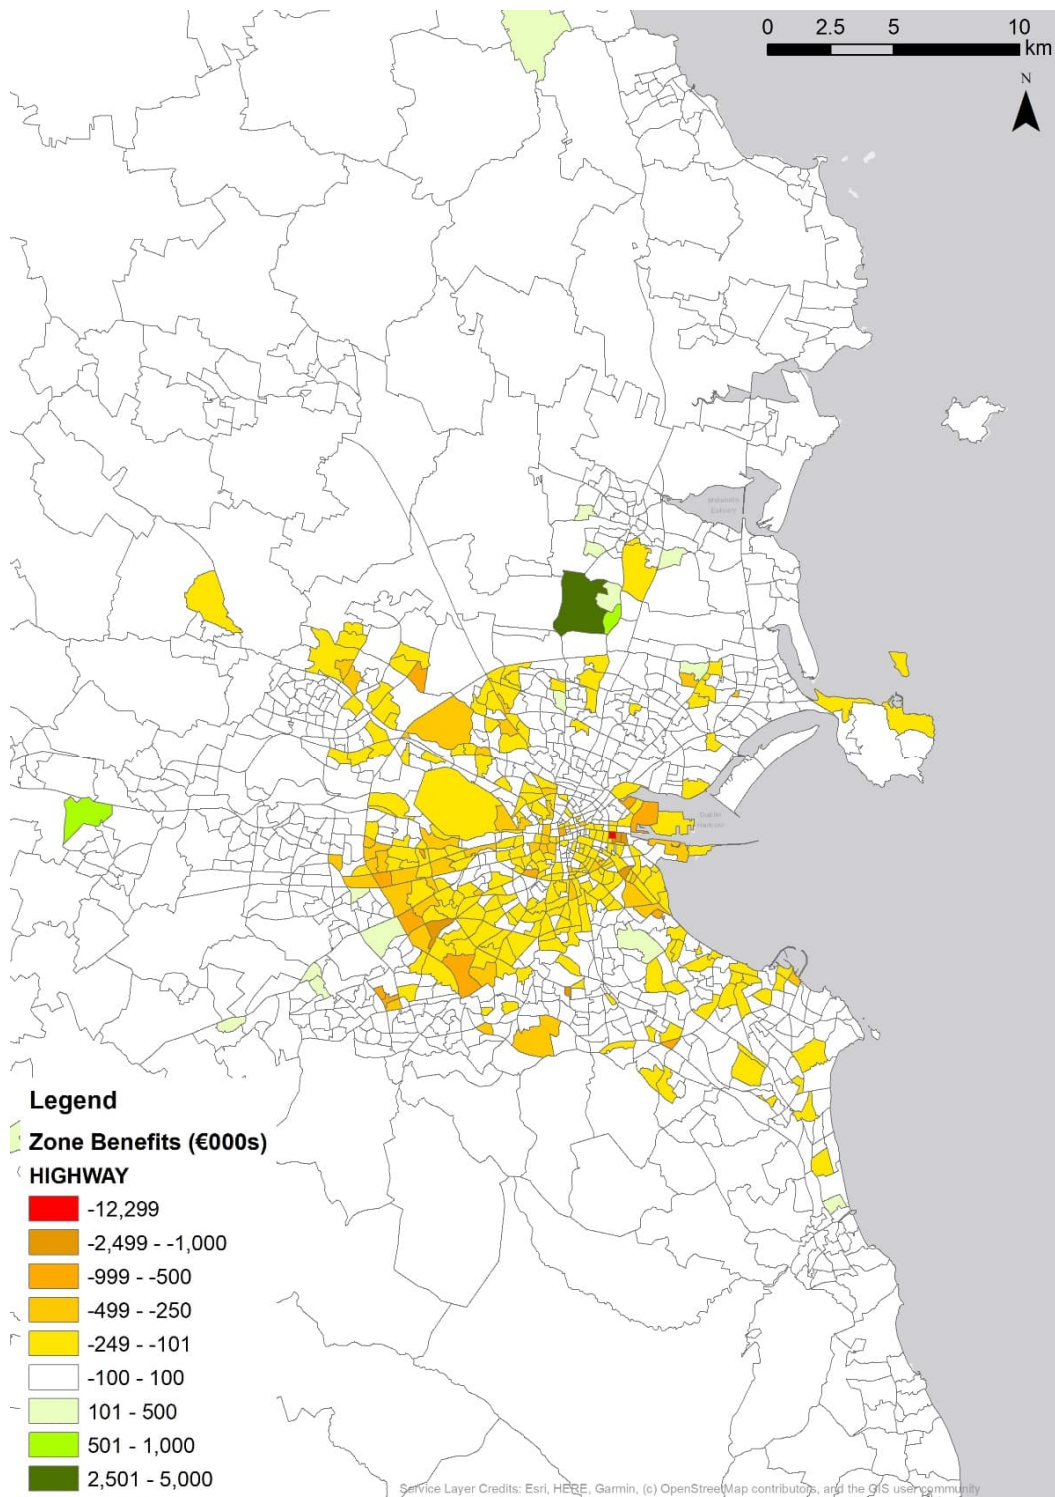 0 2.5 5 10
km
N
Malahide
Estuary
Legend
Zone Benefits (€000s)
HIGHWAY
-12,299
-2,499 - -1,000
-999 - -500
-499 - -250
-249 - -101
-100 - 100
101 - 500
501 - 1,000
2,501 - 5,000
Service Layer Credits: Esri, HERE, Garmin, (c) OpenStreetMap contributors, and the GIS user community